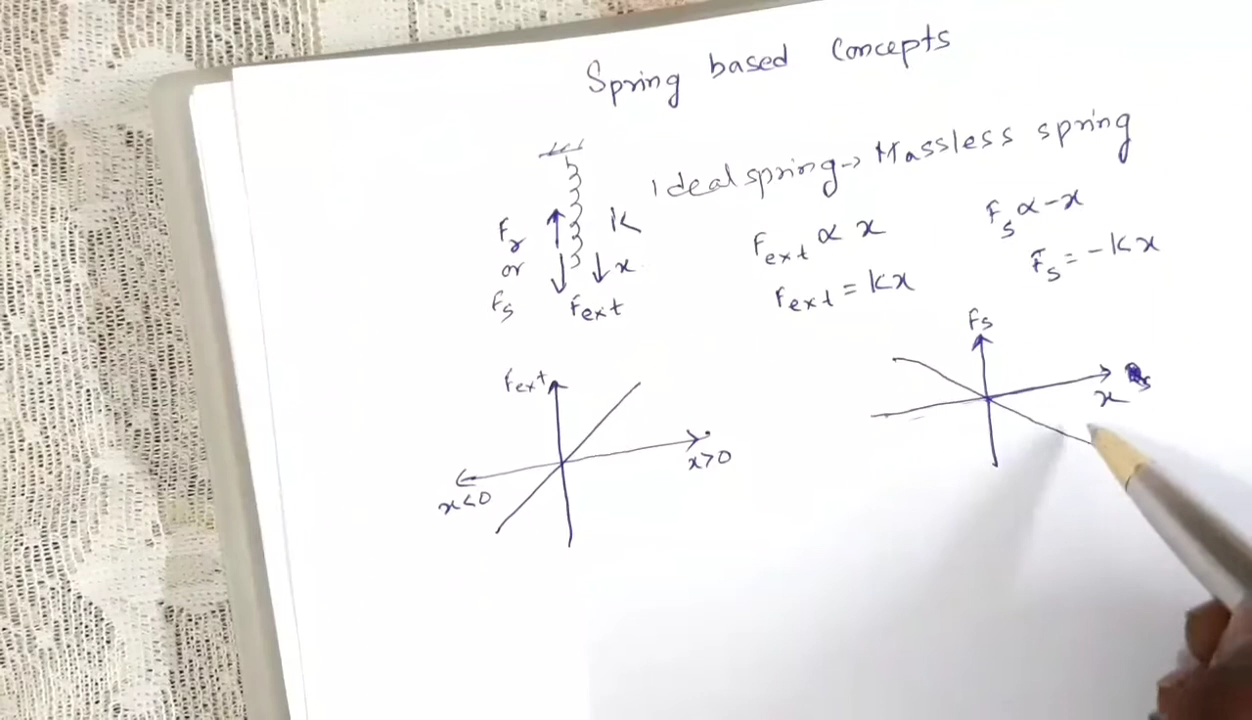 Spring based Concepts
Ideal spring → Massless spring
Fr
or
Fs
K
x
Fext
Fext ∝ x
Fext = Kx
Fs ∝ -x
Fs = -Kx
Fext
x>0
x<0
Fs
x